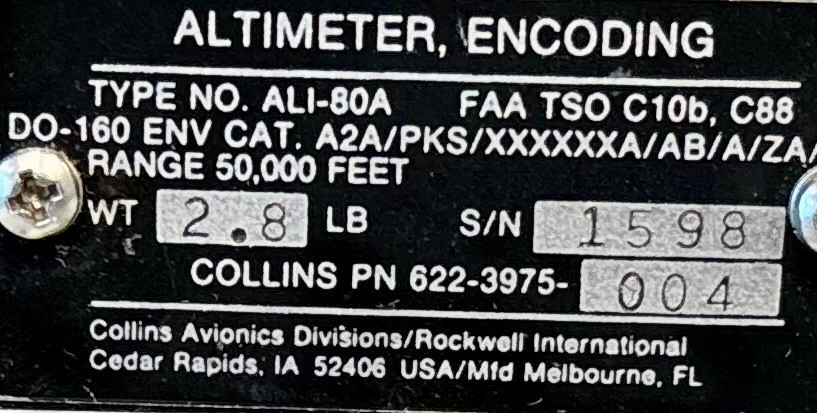 ALTIMETER, ENCODING
TYPE NO. ALI-80A FAA TSO C10b, C88
DO-160 ENV CAT. A2A/PKS/XXXXXXA/AB/A/ZA/
RANGE 50,000 FEET
WT 2.8 LB S/N 1598
COLLINS PN 622-3975-004
Collins Avionics Divisions/Rockwell International
Cedar Rapids, IA 52406 USA/Mfd Melbourne, FL